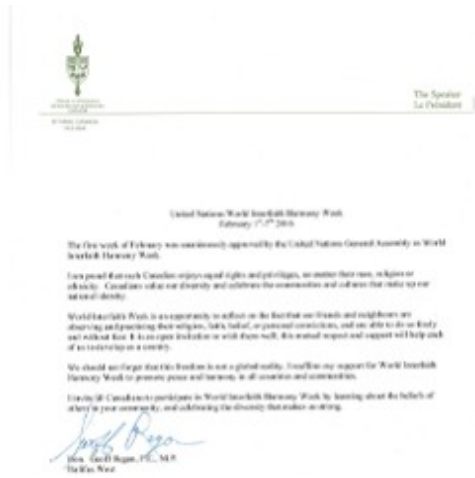 The Speaker
Le Président
United Nations World Interfaith Harmony Week
February 1st-7th 2016
The first week of February was unanimously approved by the United Nations General Assembly as World
Interfaith Harmony Week.
I am proud that each Canadian enjoys equal rights and privileges, no matter their race, religion or
ethnicity. Canadians value our diversity and celebrate the communities and cultures that make up our
national identity.
World Interfaith Week is an opportunity to reflect on the fact that our friends and neighbours are
observing and practicing their religion, faith, belief, or personal convictions, and are able to do so freely
and without fear. It is an open invitation to wish them well, this mutual respect and support will help each
of us to develop as a country.
We should not forget that this freedom is not a global reality. I reaffirm my support for World Interfaith
Harmony Week to promote peace and harmony in all countries and communities.
I invite all Canadians to participate in World Interfaith Harmony Week by learning about the beliefs of
others in your community, and celebrating the diversity that makes us strong.
Geoff Regan
Hon. Geoff Regan, P.C., M.P.
Halifax West